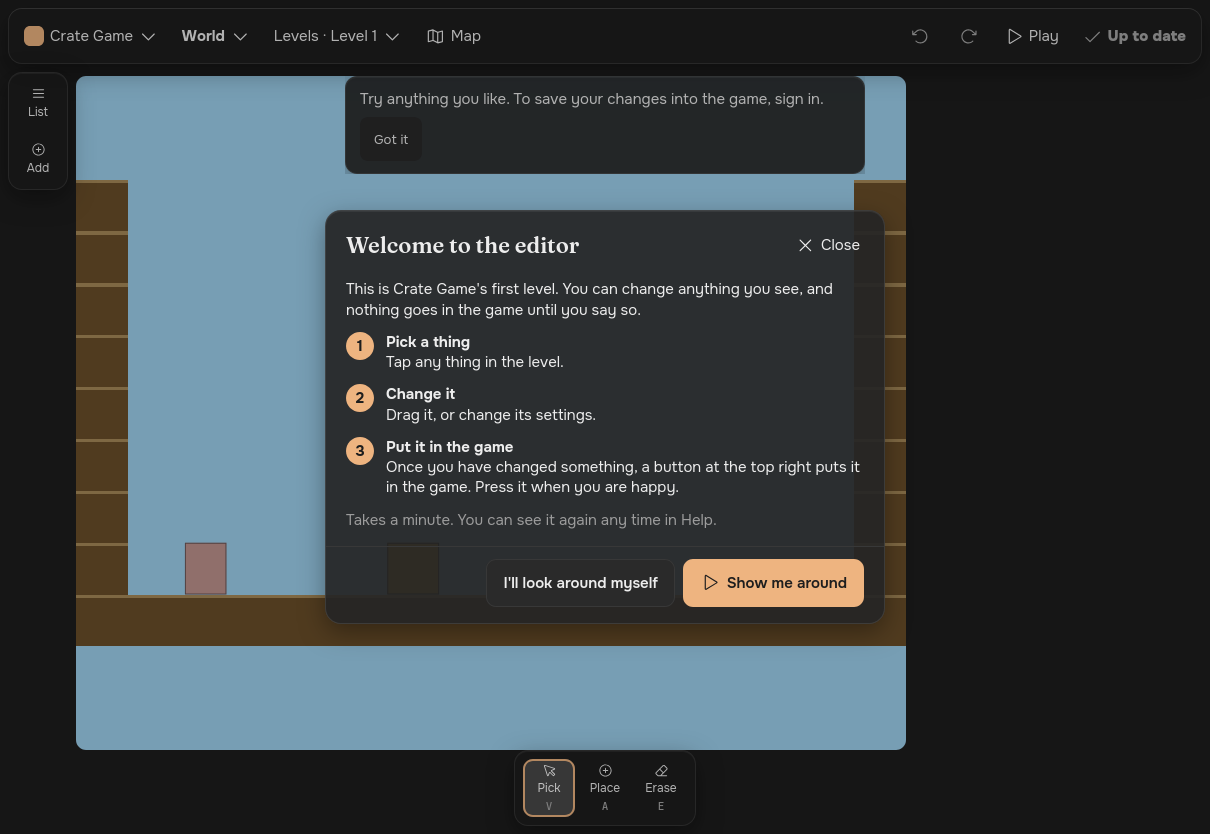 Crate Game
World
Levels · Level 1
Map
Play
Up to date
List
Add
Try anything you like. To save your changes into the game, sign in.
Got it
Welcome to the editor
Close
This is Crate Game's first level. You can change anything you see, and
nothing goes in the game until you say so.
1
Pick a thing
Tap any thing in the level.
2
Change it
Drag it, or change its settings.
3
Put it in the game
Once you have changed something, a button at the top right puts it
in the game. Press it when you are happy.
Takes a minute. You can see it again any time in Help.
I'll look around myself
Show me around
Pick
Place
Erase
V
A
E